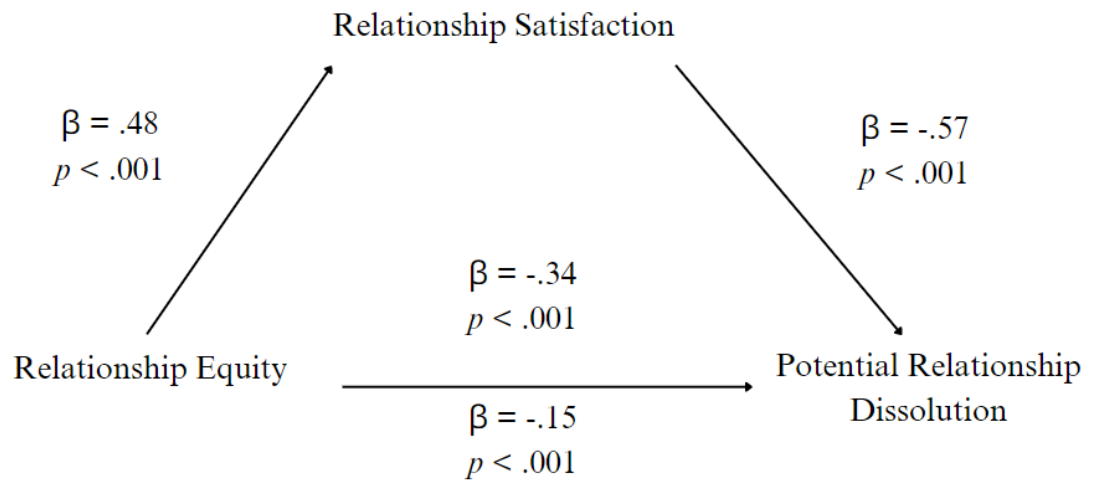 Relationship Satisfaction
β = .48
p < .001
β = -.57
p < .001
β = -.34
p < .001
Relationship Equity
Potential Relationship
Dissolution
β = -.15
p < .001